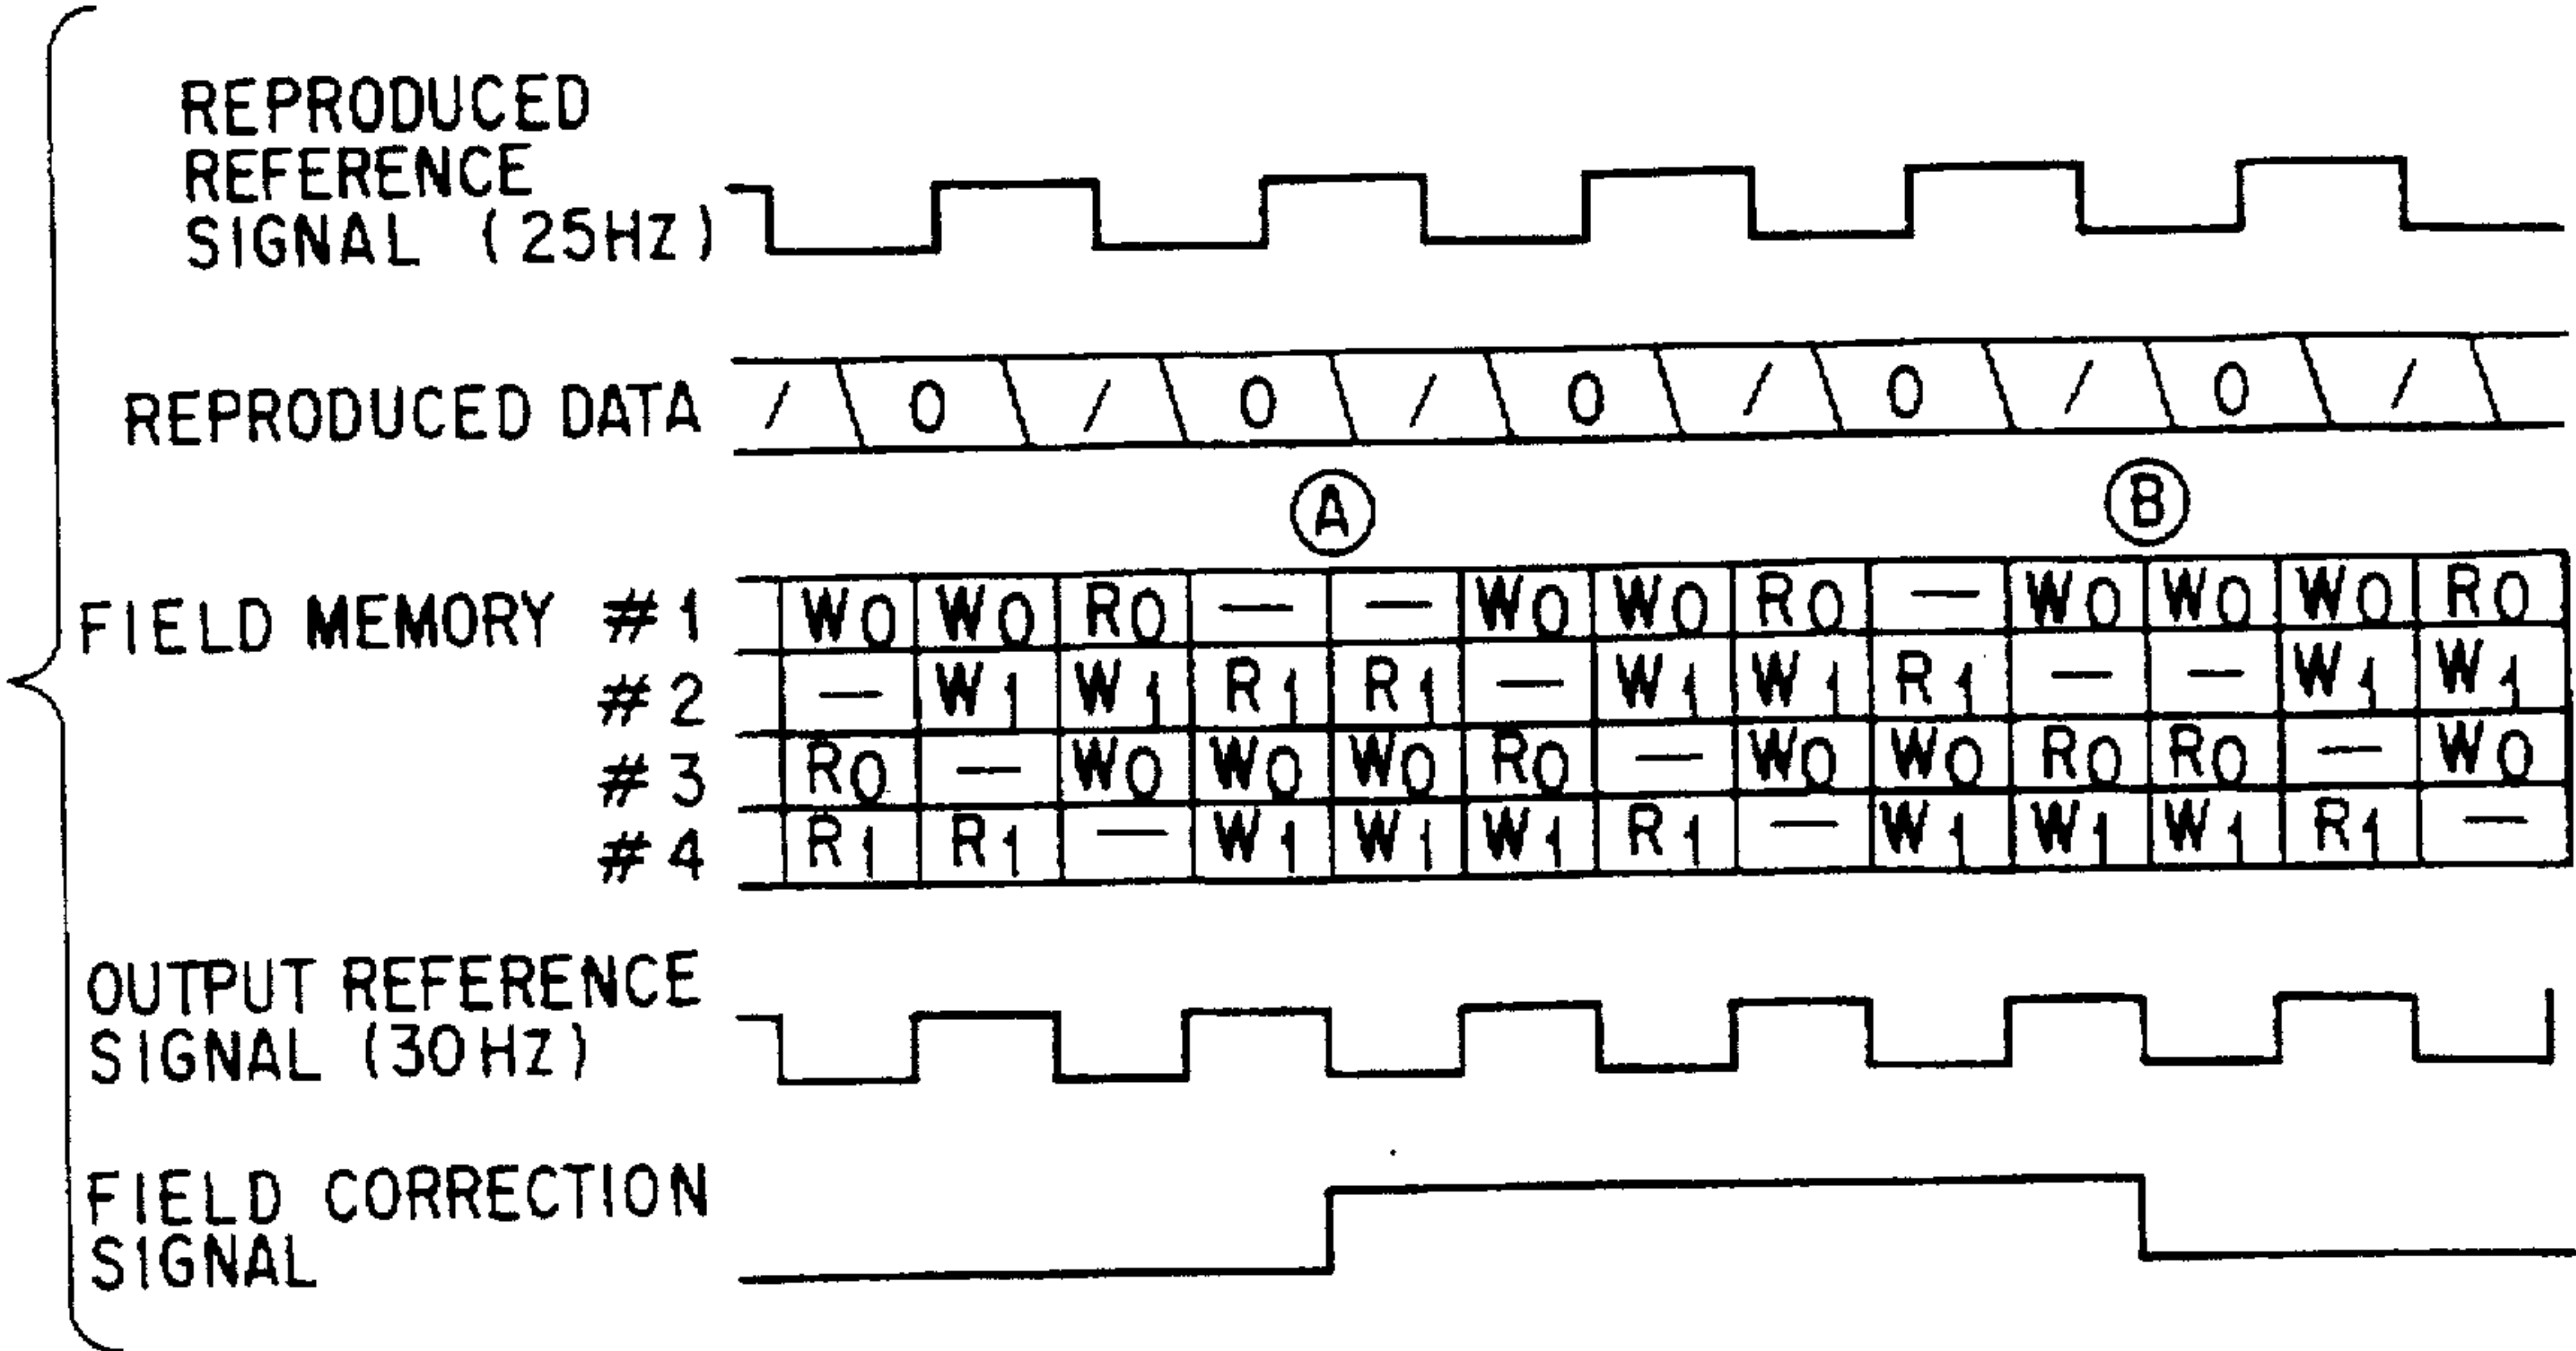 REPRODUCED
REFERENCE
SIGNAL (25HZ)
REPRODUCED DATA / 0 / 0 / 0 / 0 / 0 /
A B
FIELD MEMORY #1 W0 W0 R0 — — W0 W0 R0 — W0 W0 W0 R0
#2 — W1 W1 R1 R1 — W1 W1 R1 — — W1 W1
#3 R0 — W0 W0 W0 R0 — W0 W0 R0 R0 — W0
#4 R1 R1 — W1 W1 W1 R1 — W1 W1 W1 R1 —
OUTPUT REFERENCE
SIGNAL (30HZ)
FIELD CORRECTION
SIGNAL